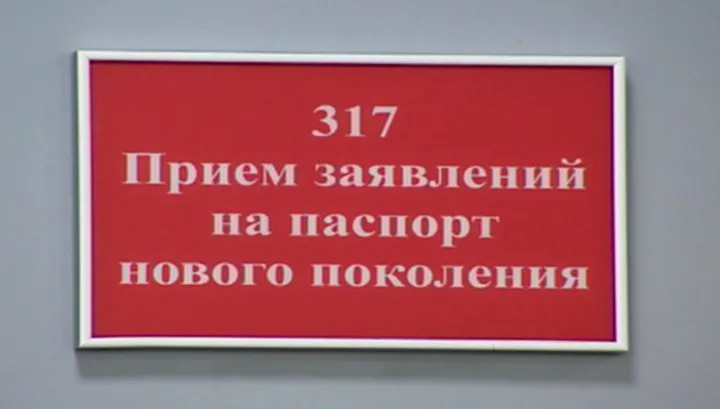 317
Прием заявлений
на паспорт
нового поколения